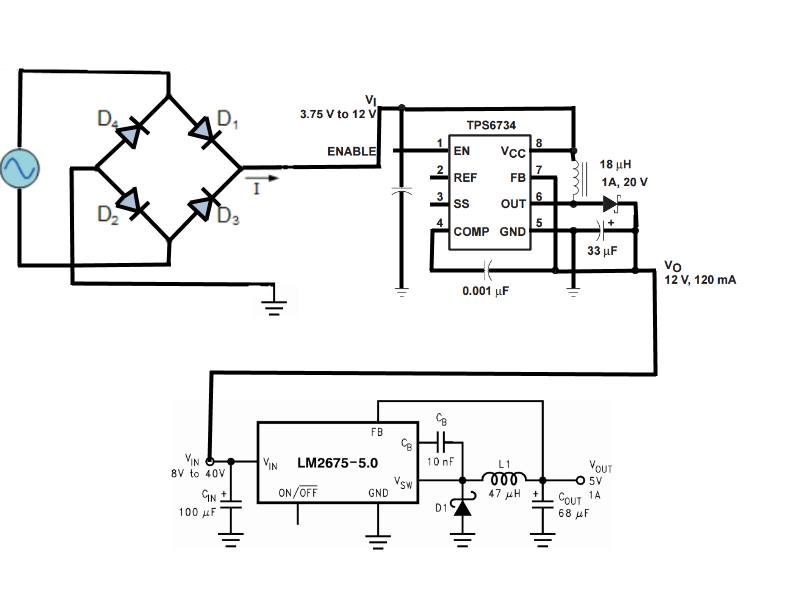 D4
D1
D2
D3
I
VI
3.75 V to 12 V
ENABLE
TPS6734
1 EN VCC 8
2 REF FB 7
3 SS OUT 6
4 COMP GND 5
18 µH
1A, 20 V
+
33 µF
0.001 µF
VO
12 V, 120 mA
VIN
8V to 40V
CIN +
100 µF
VIN
LM2675-5.0
FB
CB
VSW
ON/OFF
GND
CB
10 nF
L1
47 µH
D1
VOUT
5V
1A
+
COUT
68 µF